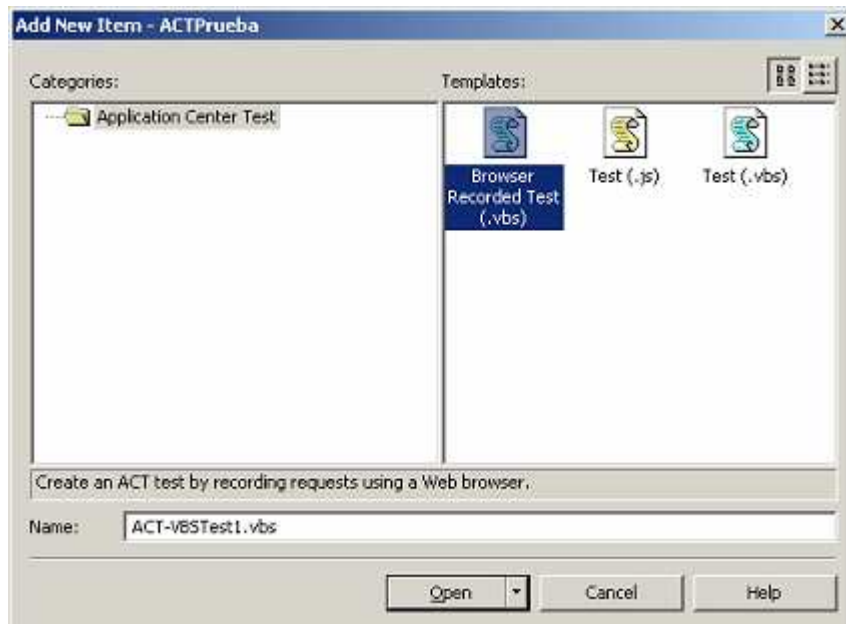 Add New Item - ACTPrueba
Categories:
Templates:
Application Center Test
Browser
Recorded Test
(.vbs)
Test (.js)
Test (.vbs)
Create an ACT test by recording requests using a Web browser.
Name:
ACT-VBSTest1.vbs
Open
Cancel
Help